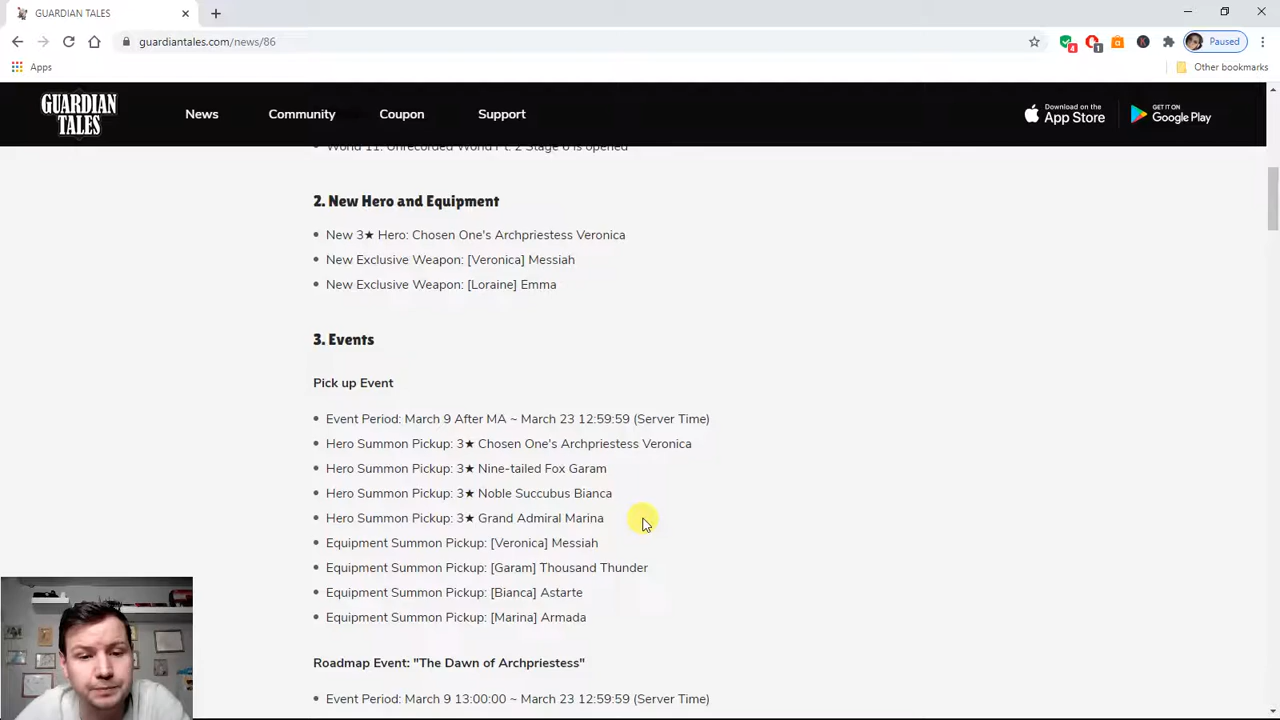 GUARDIAN TALES
guardiantales.com/news/86
4
1
Paused
Apps
Other bookmarks
GUARDIAN
TALES
News
Community
Coupon
Support
Download on the
App Store
GET IT ON
Google Play
World 11: Unrecorded World Pt. 2 Stage 6 is opened
2. New Hero and Equipment
New 3★ Hero: Chosen One's Archpriestess Veronica
New Exclusive Weapon: [Veronica] Messiah
New Exclusive Weapon: [Loraine] Emma
3. Events
Pick up Event
Event Period: March 9 After MA ~ March 23 12:59:59 (Server Time)
Hero Summon Pickup: 3★ Chosen One's Archpriestess Veronica
Hero Summon Pickup: 3★ Nine-tailed Fox Garam
Hero Summon Pickup: 3★ Noble Succubus Bianca
Hero Summon Pickup: 3★ Grand Admiral Marina
Equipment Summon Pickup: [Veronica] Messiah
Equipment Summon Pickup: [Garam] Thousand Thunder
Equipment Summon Pickup: [Bianca] Astarte
Equipment Summon Pickup: [Marina] Armada
Roadmap Event: "The Dawn of Archpriestess"
Event Period: March 9 13:00:00 ~ March 23 12:59:59 (Server Time)